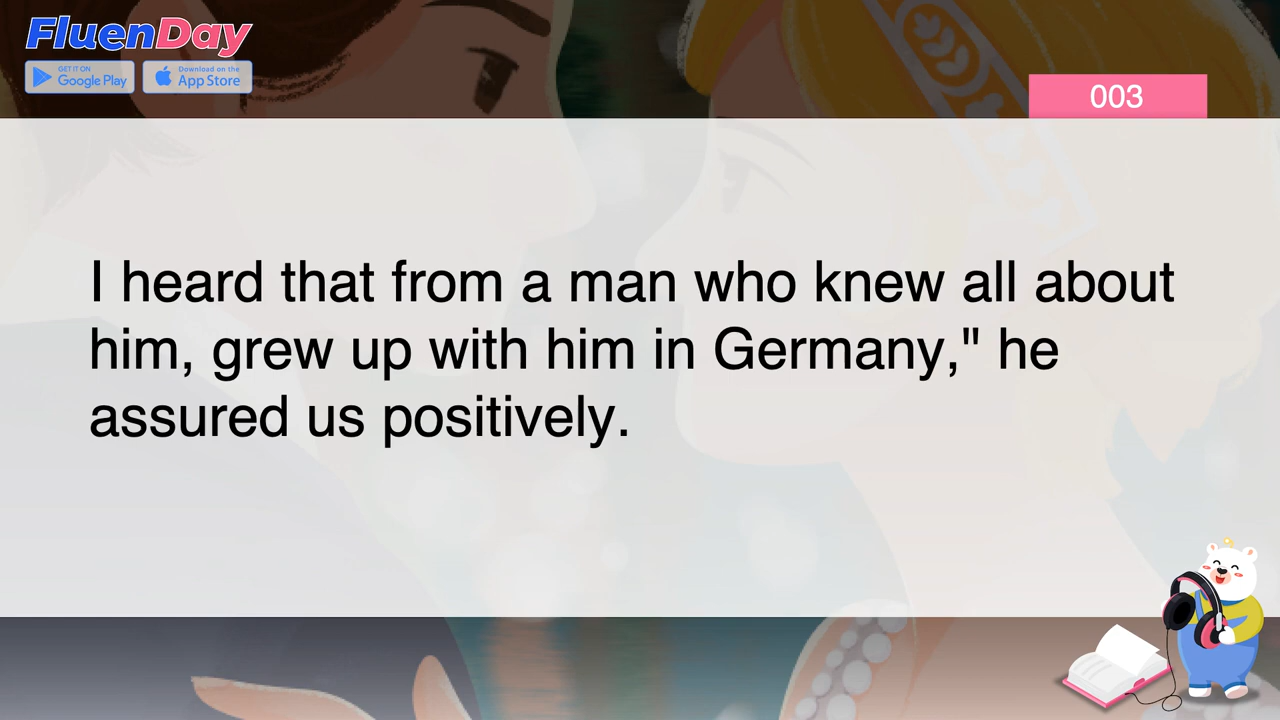 FluenDay
GET IT ON
Google Play
Download on the
App Store
003
I heard that from a man who knew all about
him, grew up with him in Germany," he
assured us positively.